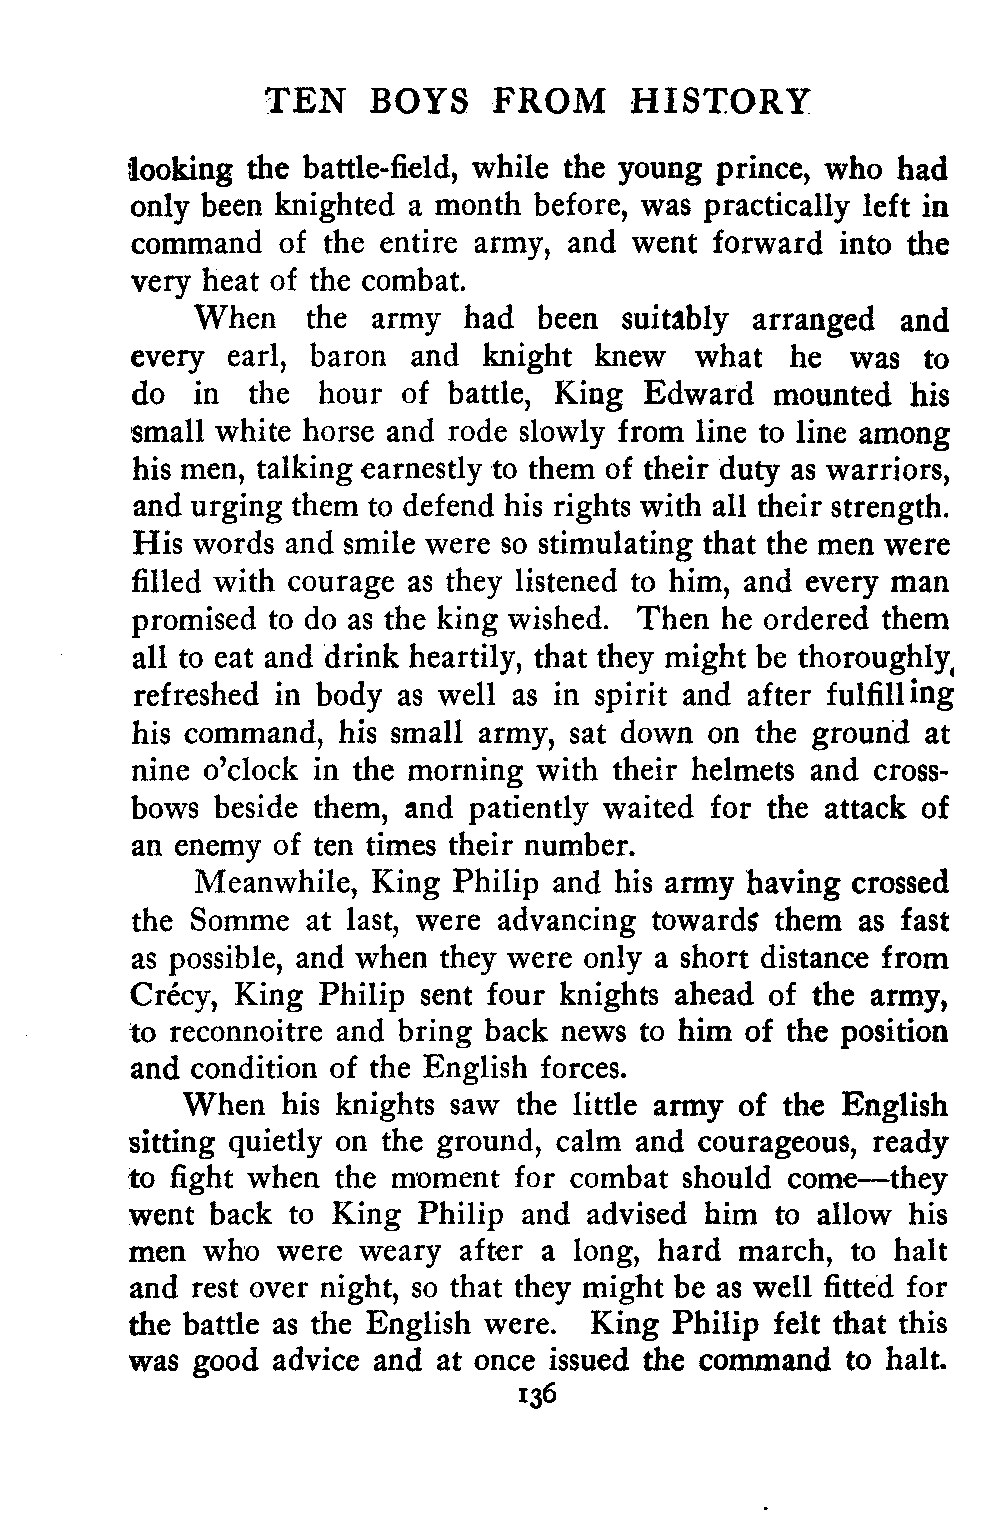 TEN BOYS FROM HISTORY
looking the battle-field, while the young prince, who had
only been knighted a month before, was practically left in
command of the entire army, and went forward into the
very heat of the combat.
When the army had been suitably arranged and
every earl, baron and knight knew what he was to
do in the hour of battle, King Edward mounted his
small white horse and rode slowly from line to line among
his men, talking earnestly to them of their duty as warriors,
and urging them to defend his rights with all their strength.
His words and smile were so stimulating that the men were
filled with courage as they listened to him, and every man
promised to do as the king wished. Then he ordered them
all to eat and drink heartily, that they might be thoroughly
refreshed in body as well as in spirit and after fulfilling
his command, his small army, sat down on the ground at
nine o'clock in the morning with their helmets and cross-
bows beside them, and patiently waited for the attack of
an enemy of ten times their number.
Meanwhile, King Philip and his army having crossed
the Somme at last, were advancing towards them as fast
as possible, and when they were only a short distance from
Crécy, King Philip sent four knights ahead of the army,
to reconnoitre and bring back news to him of the position
and condition of the English forces.
When his knights saw the little army of the English
sitting quietly on the ground, calm and courageous, ready
to fight when the moment for combat should come—they
went back to King Philip and advised him to allow his
men who were weary after a long, hard march, to halt
and rest over night, so that they might be as well fitted for
the battle as the English were. King Philip felt that this
was good advice and at once issued the command to halt.
136